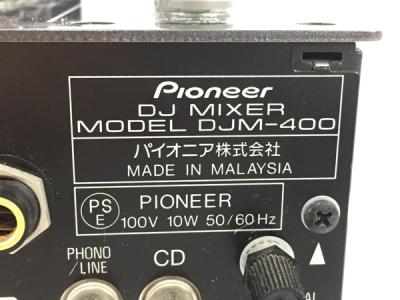 Pioneer
DJ MIXER
MODEL DJM-400
パイオニア株式会社
MADE IN MALAYSIA
PS
E
PIONEER
100V 10W 50/60Hz
PHONO
/LINE
CD